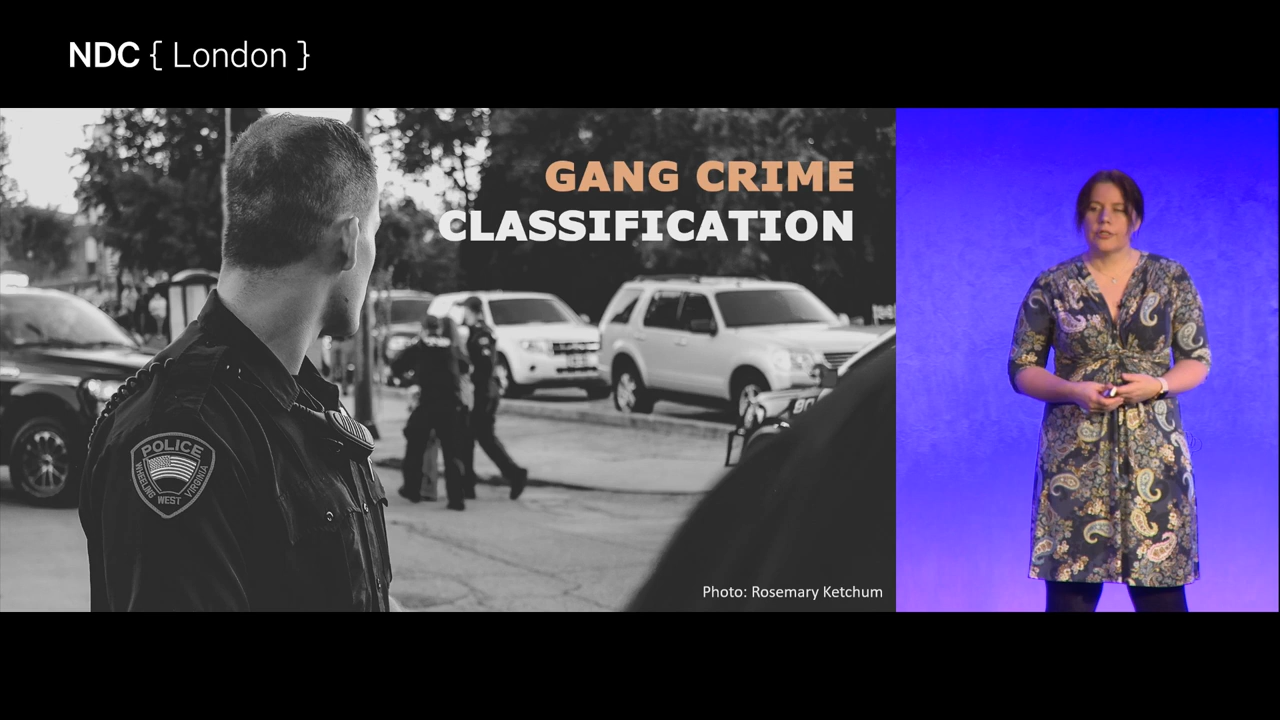 NDC { London }
GANG CRIME
CLASSIFICATION
POLICE
WHEELING WEST VIRGINIA
Photo: Rosemary Ketchum